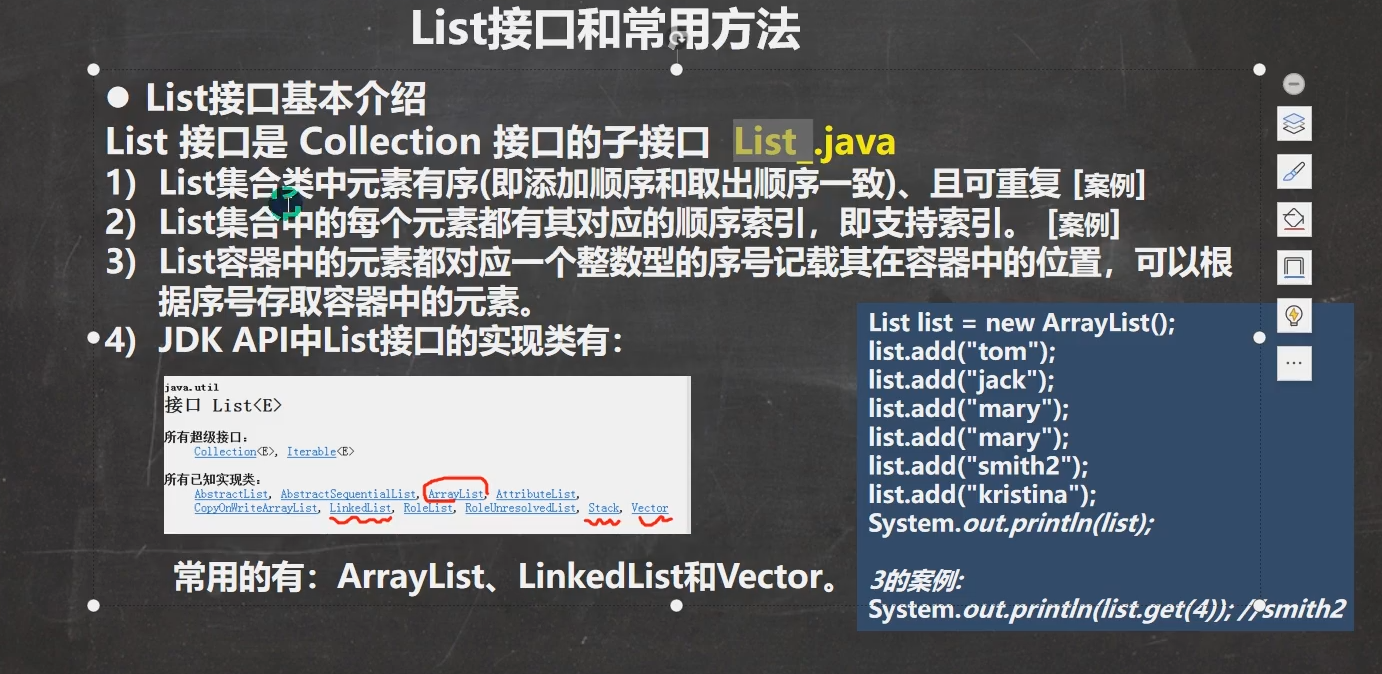 List接口和常用方法
● List接口基本介绍
List 接口是 Collection 接口的子接口 List_.java
1) List集合类中元素有序(即添加顺序和取出顺序一致)、且可重复 [案例]
2) List集合中的每个元素都有其对应的顺序索引，即支持索引。 [案例]
3) List容器中的元素都对应一个整数型的序号记载其在容器中的位置，可以根
据序号存取容器中的元素。
4) JDK API中List接口的实现类有：
java.util
接口 List<E>
所有超级接口：
Collection<E>, Iterable<E>
所有已知实现类：
AbstractList, AbstractSequentialList, ArrayList, AttributeList,
CopyOnWriteArrayList, LinkedList, RoleList, RoleUnresolvedList, Stack, Vector
常用的有：ArrayList、LinkedList和Vector。
List list = new ArrayList();
list.add("tom");
list.add("jack");
list.add("mary");
list.add("mary");
list.add("smith2");
list.add("kristina");
System.out.println(list);
3的案例:
System.out.println(list.get(4)); //smith2